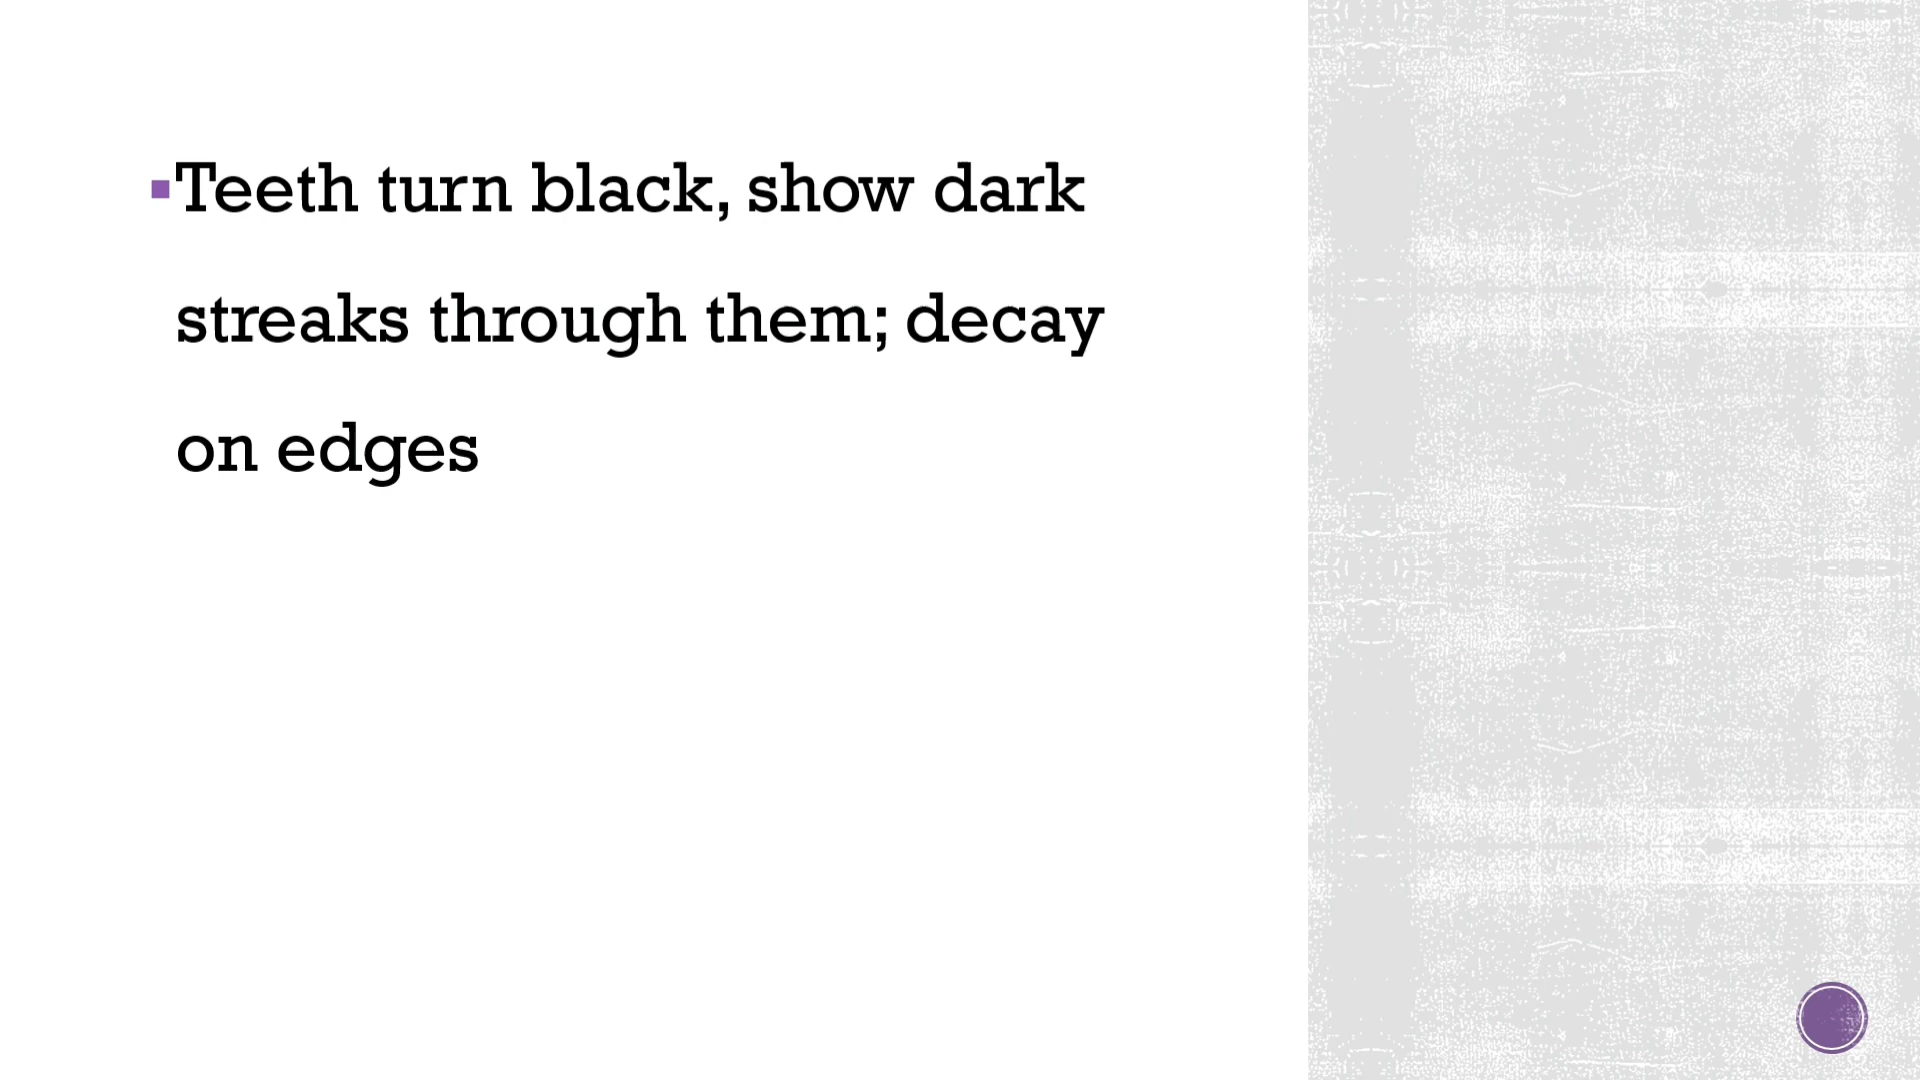 ▪Teeth turn black, show dark
streaks through them; decay
on edges